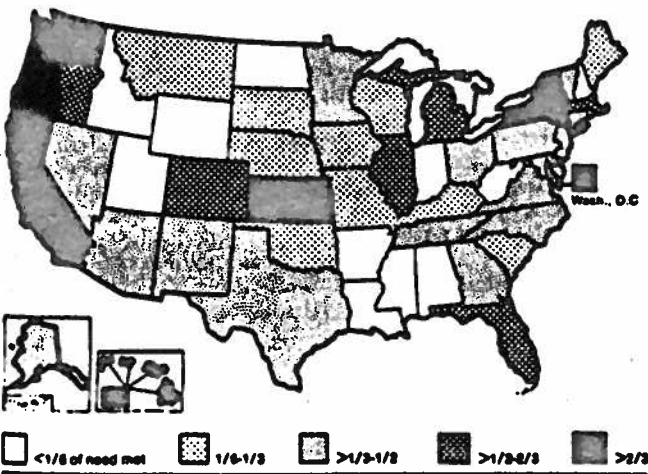 Wash., D.C
<1/6 of need met
1/6-1/3
>1/3-1/2
>1/2-2/3
>2/3